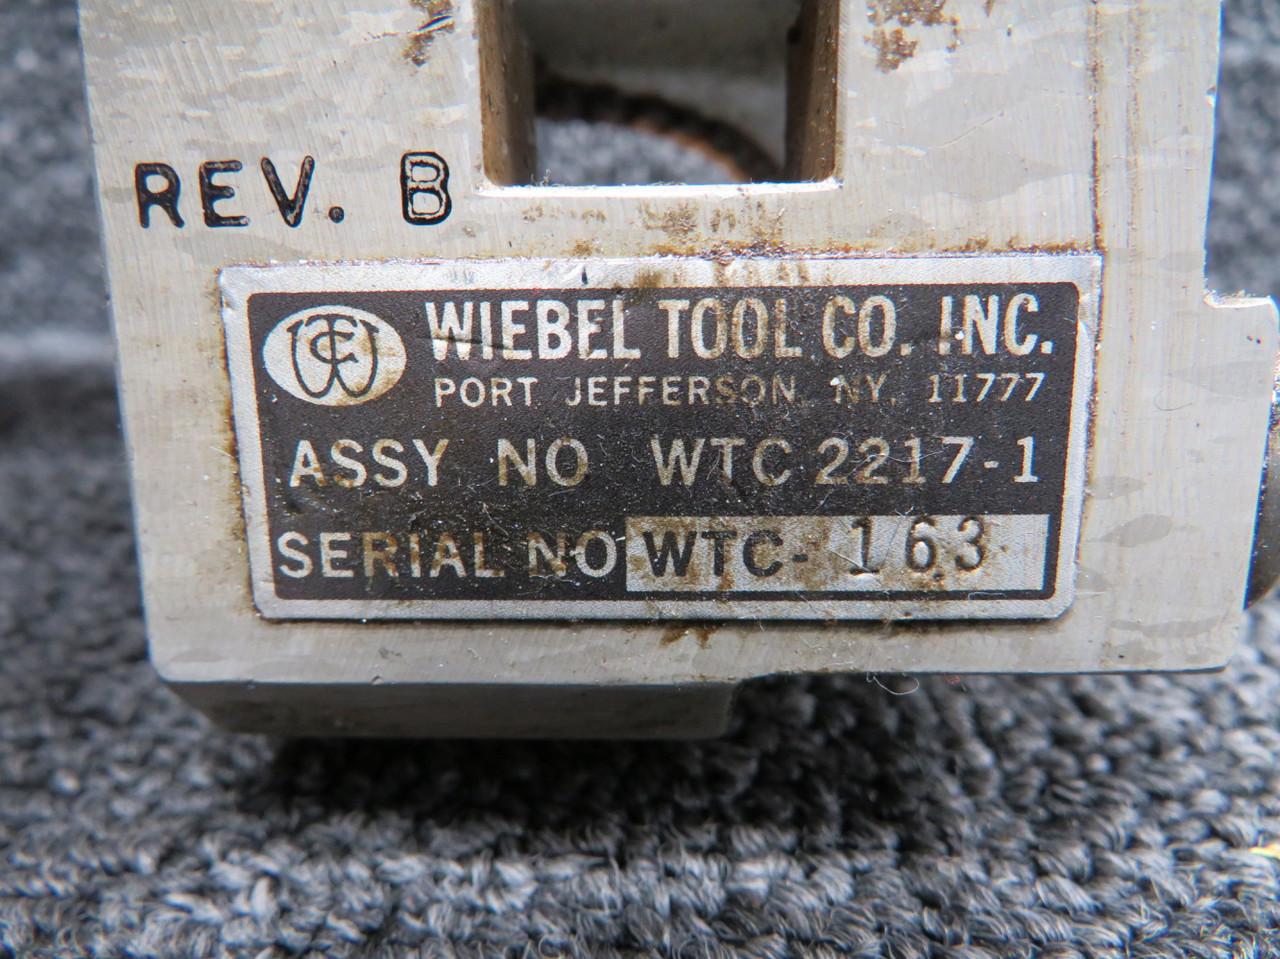 REV. B
WIEBEL TOOL CO. INC.
PORT JEFFERSON, NY. 11777
ASSY NO WTC 2217-1
SERIAL NO WTC- 163